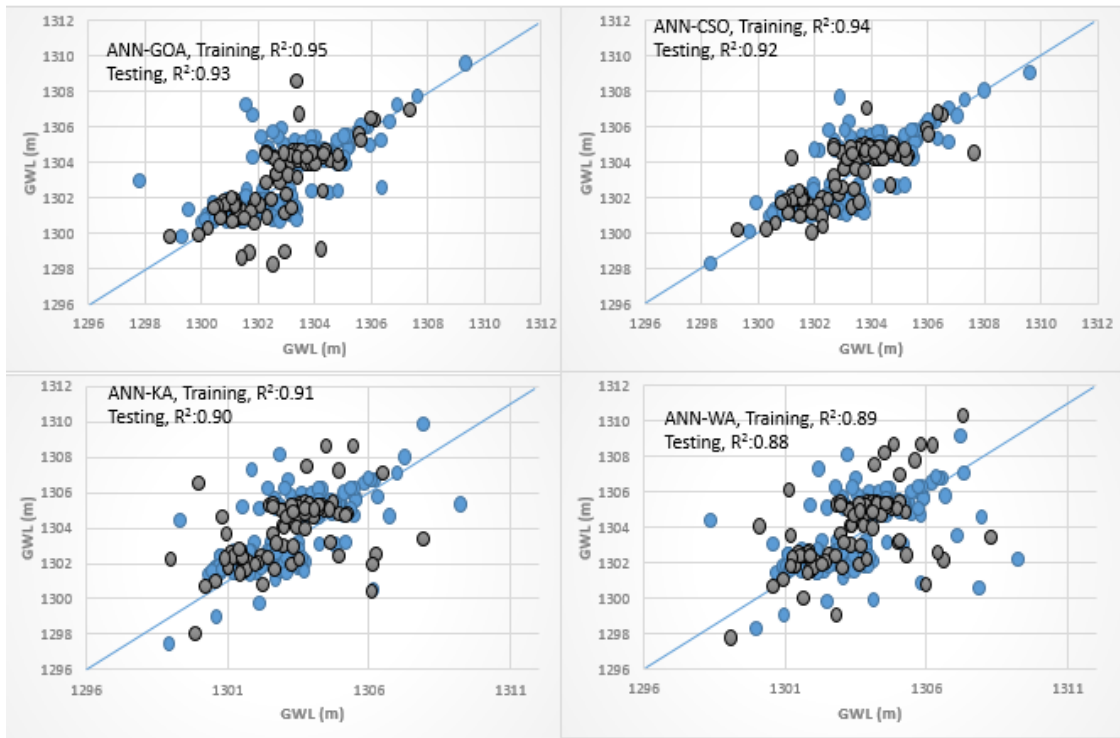 1312
1310
1308
1306
1304
1302
1300
1298
1296
GWL (m)
ANN-GOA, Training, R²:0.95
Testing, R²:0.93
1296 1298 1300 1302 1304 1306 1308 1310 1312
GWL (m)
1312
1310
1308
1306
1304
1302
1300
1298
1296
GWL (m)
ANN-CSO, Training, R²:0.94
Testing, R²:0.92
1296 1298 1300 1302 1304 1306 1308 1310 1312
GWL (m)
1312
1310
1308
1306
1304
1302
1300
1298
1296
GWL (m)
ANN-KA, Training, R²:0.91
Testing, R²:0.90
1296 1301 1306 1311
GWL (m)
1312
1310
1308
1306
1304
1302
1300
1298
1296
GWL (m)
ANN-WA, Training, R²:0.89
Testing, R²:0.88
1296 1301 1306 1311
GWL (m)